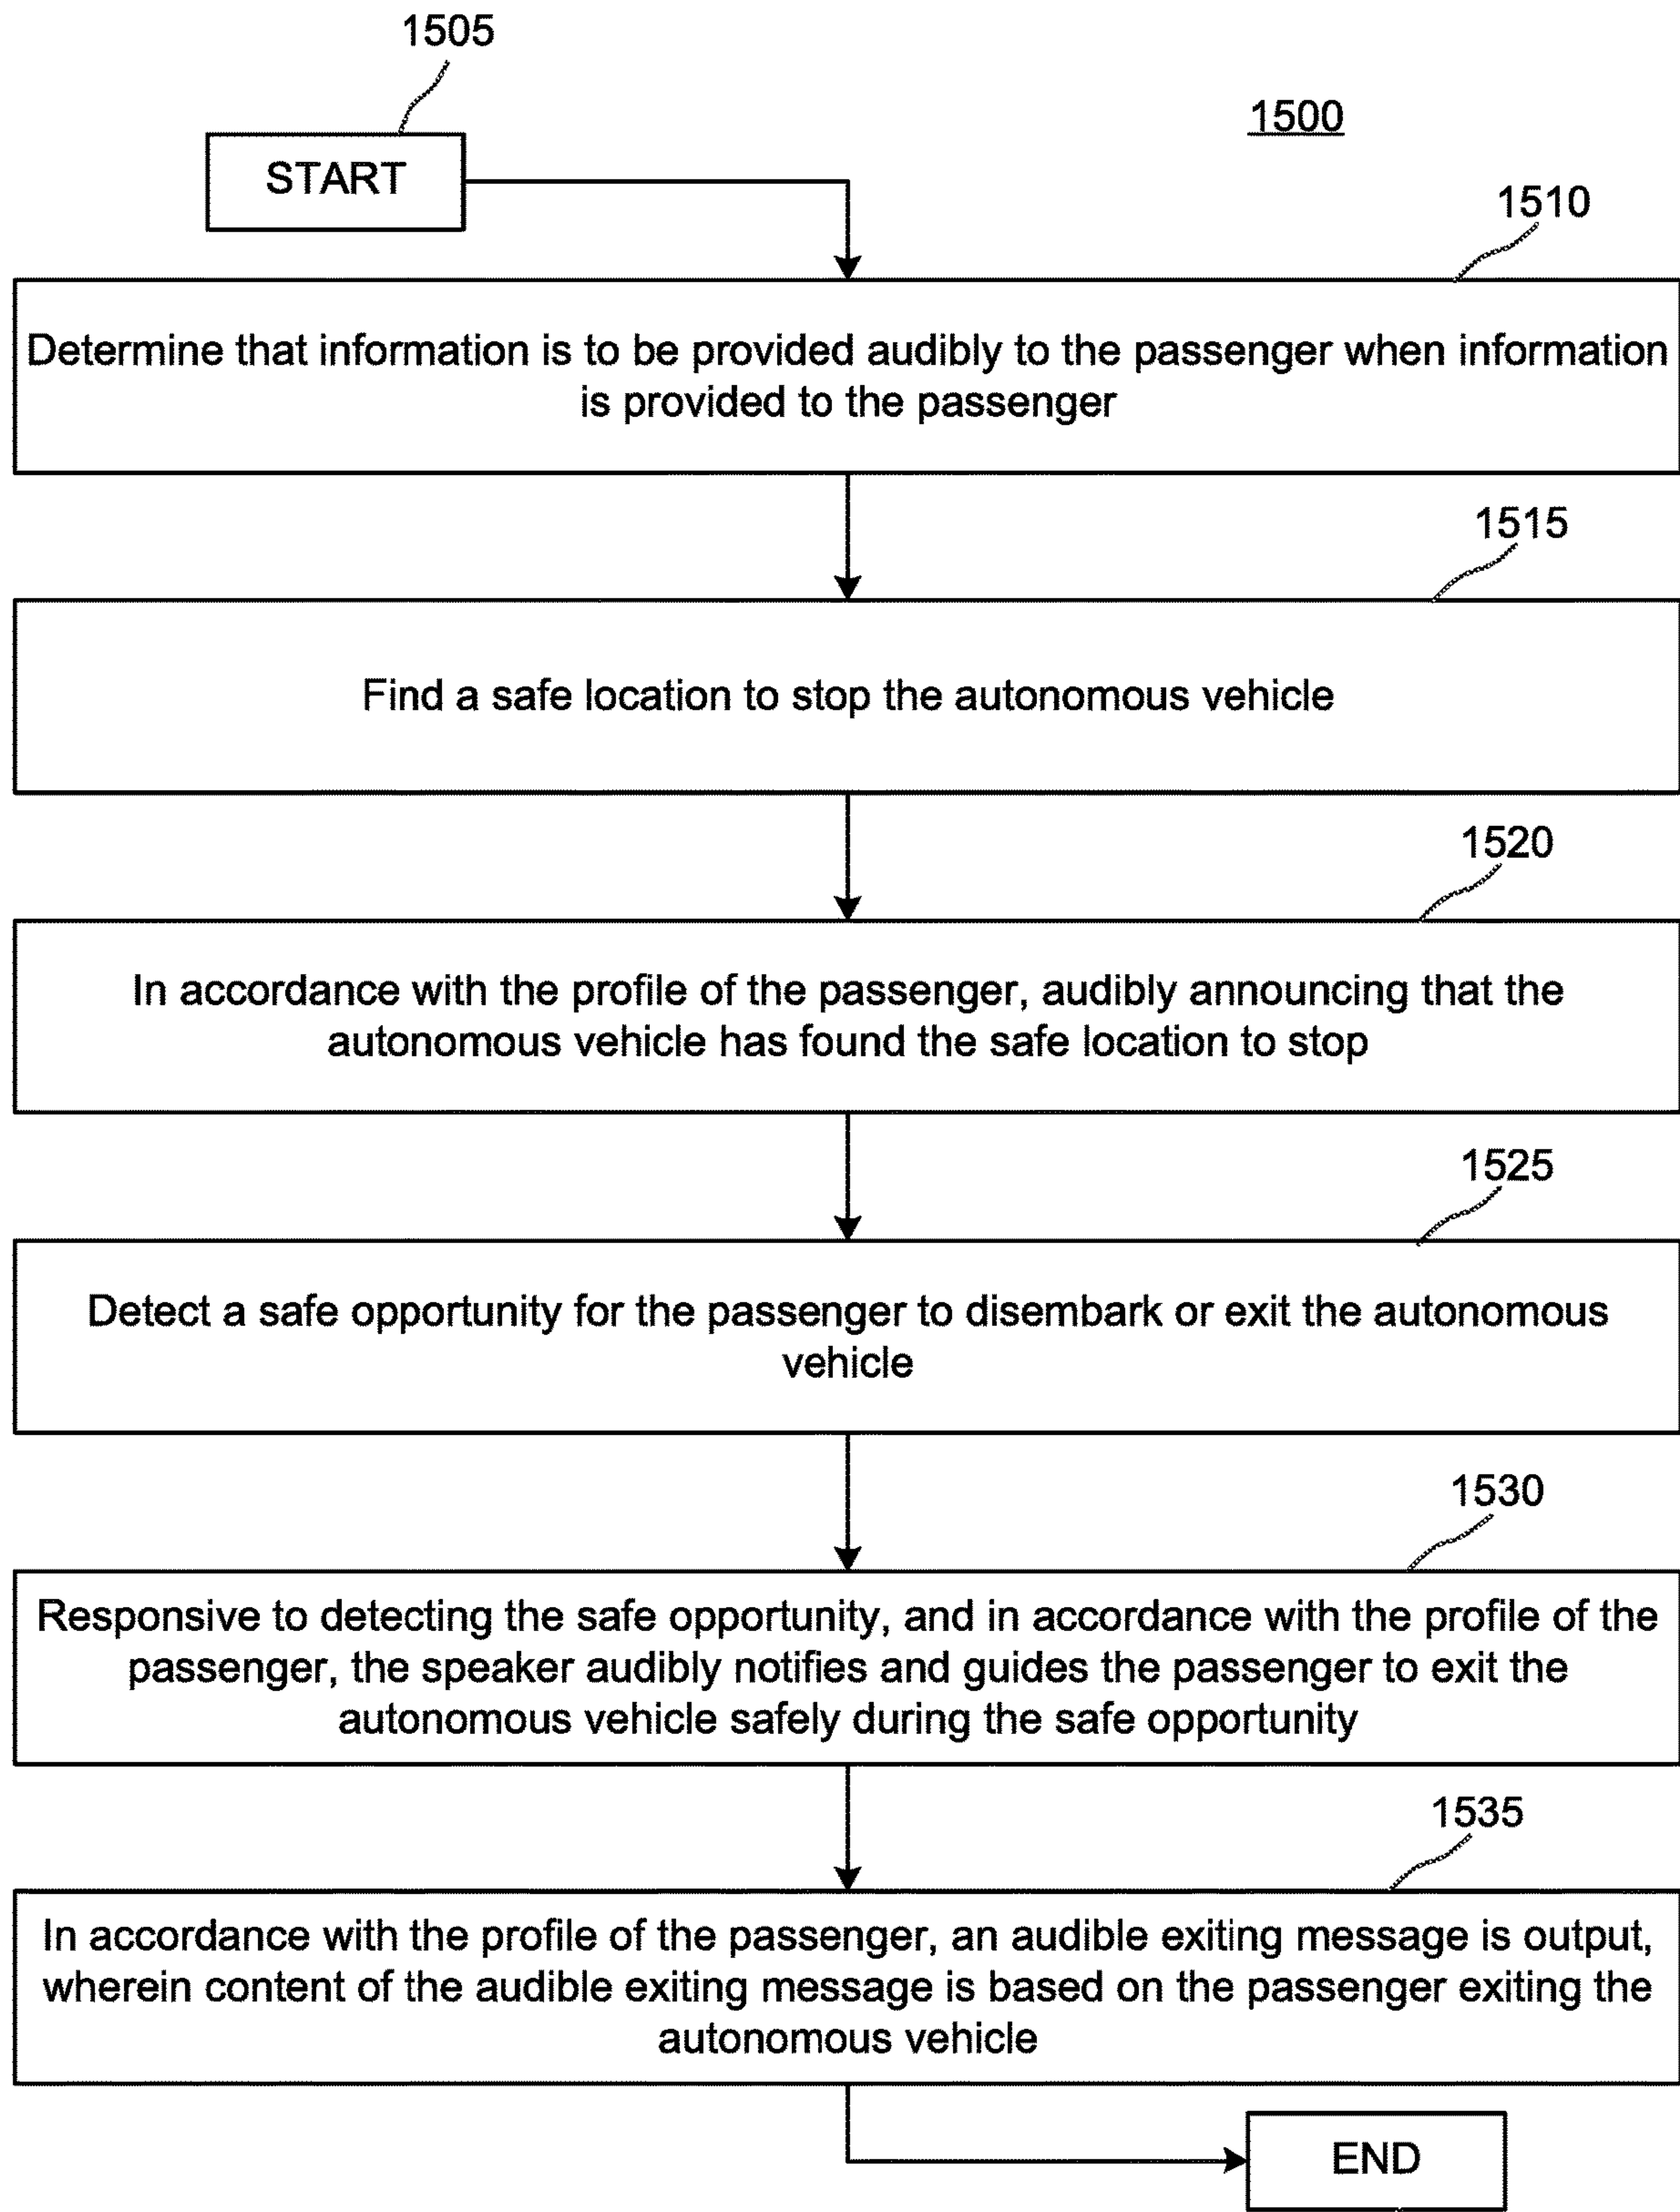 1505
1500
START
1510
Determine that information is to be provided audibly to the passenger when information
is provided to the passenger
1515
Find a safe location to stop the autonomous vehicle
1520
In accordance with the profile of the passenger, audibly announcing that the
autonomous vehicle has found the safe location to stop
1525
Detect a safe opportunity for the passenger to disembark or exit the autonomous
vehicle
1530
Responsive to detecting the safe opportunity, and in accordance with the profile of the
passenger, the speaker audibly notifies and guides the passenger to exit the
autonomous vehicle safely during the safe opportunity
1535
In accordance with the profile of the passenger, an audible exiting message is output,
wherein content of the audible exiting message is based on the passenger exiting the
autonomous vehicle
END